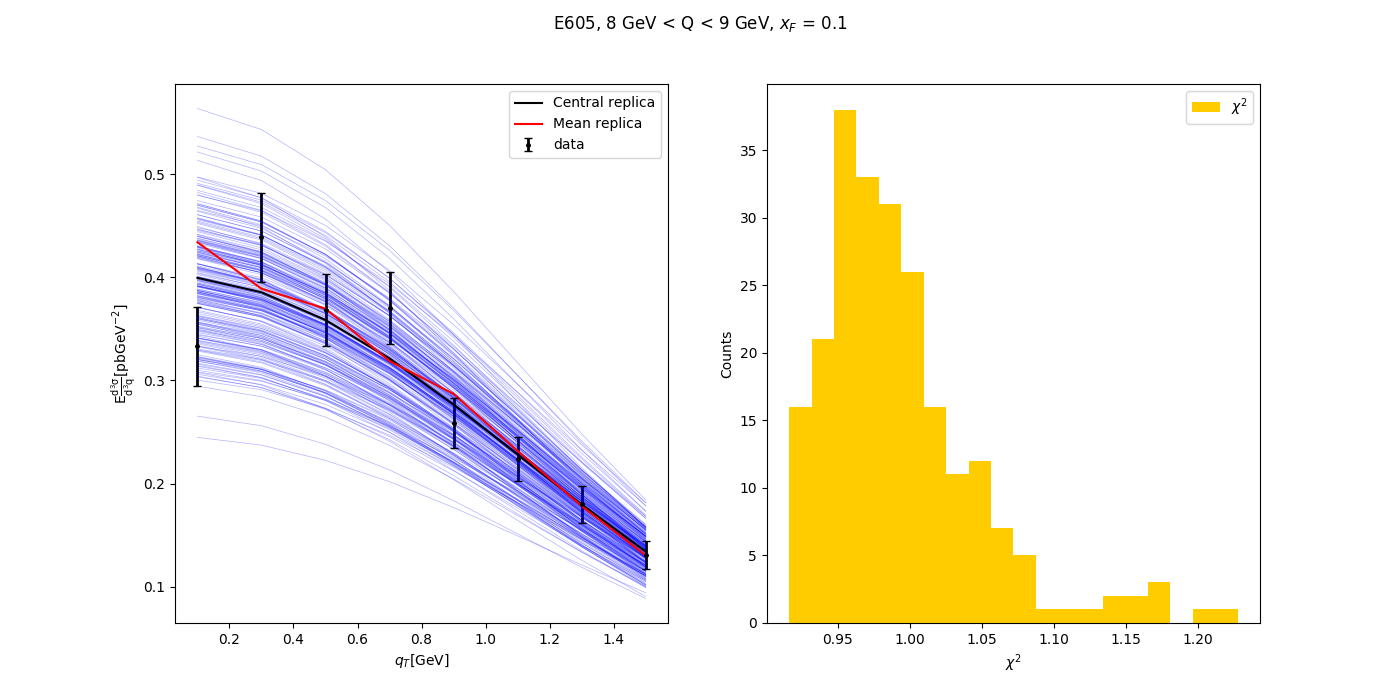 E605, 8 GeV < Q < 9 GeV, x_F = 0.1
Central replica
Mean replica
data
E d³σ/d³q [pbGeV⁻²]
0.5
0.4
0.3
0.2
0.1
0.2 0.4 0.6 0.8 1.0 1.2 1.4
q_T[GeV]
χ²
Counts
35
30
25
20
15
10
5
0
0.95 1.00 1.05 1.10 1.15 1.20
χ²